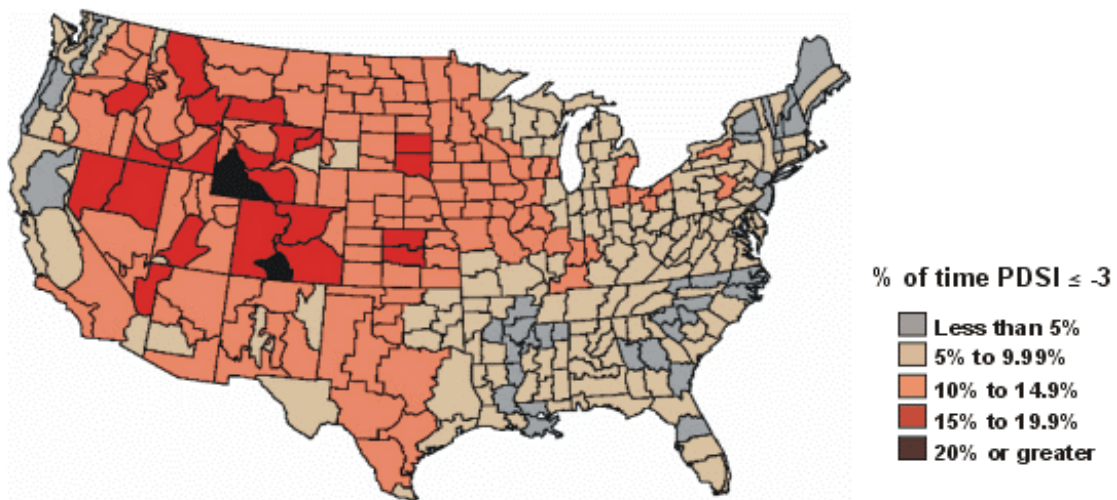 % of time PDSI ≤ -3
Less than 5%
5% to 9.99%
10% to 14.9%
15% to 19.9%
20% or greater